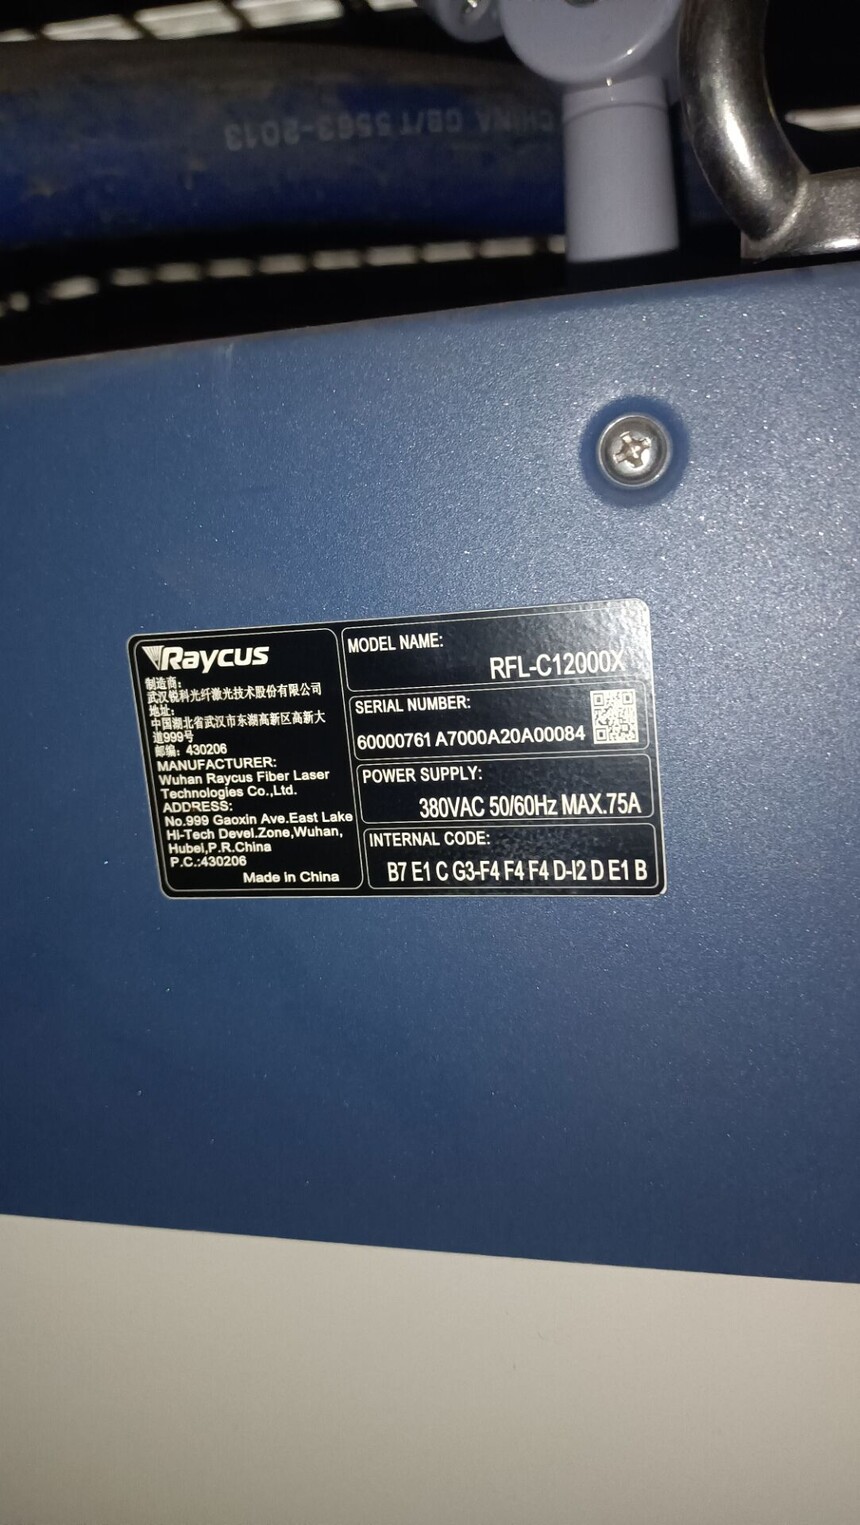 CHINA GB/T 5563-2013
Raycus
制造商:
武汉锐科光纤激光技术股份有限公司
地址:
中国湖北省武汉市东湖高新区高新大
道999号
邮编: 430206
MANUFACTURER:
Wuhan Raycus Fiber Laser
Technologies Co.,Ltd.
ADDRESS:
No.999 Gaoxin Ave.East Lake
Hi-Tech Devel.Zone,Wuhan,
Hubei,P.R.China
P.C.:430206
Made in China
MODEL NAME:
RFL-C12000X
SERIAL NUMBER:
60000761 A7000A20A00084
POWER SUPPLY:
380VAC 50/60Hz MAX.75A
INTERNAL CODE:
B7 E1 C G3-F4 F4 F4 D-I2 D E1 B